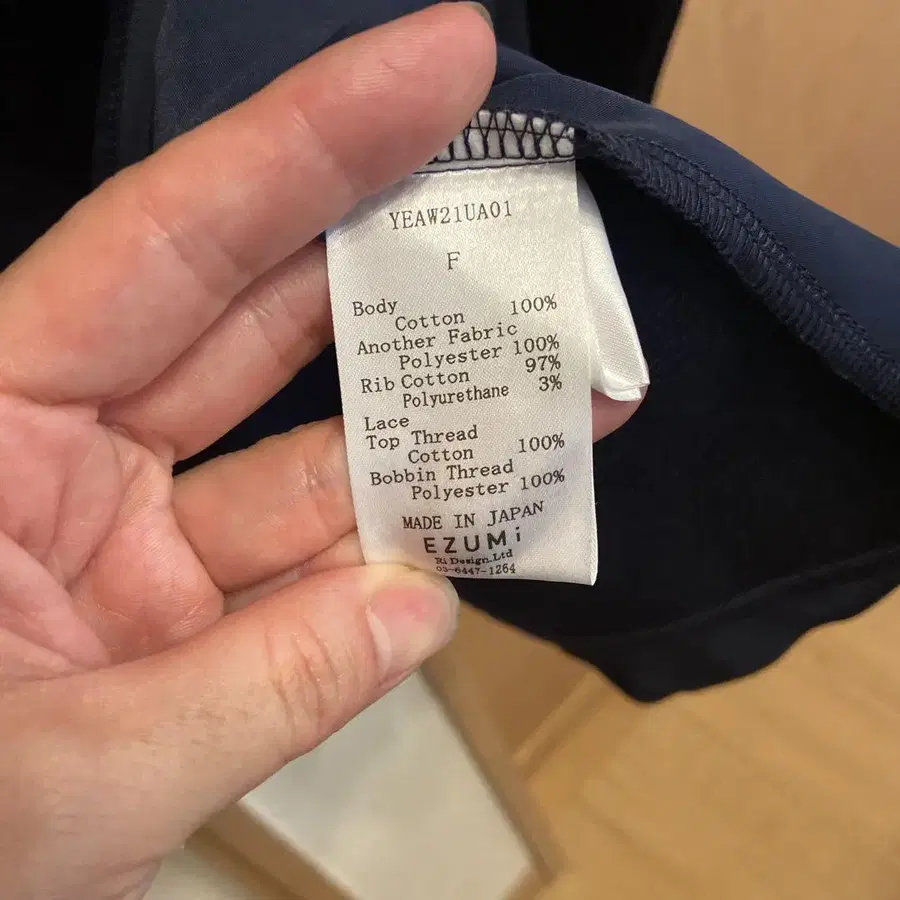 YEAW21UA01
F
Body
Cotton 100%
Another Fabric
Polyester 100%
Rib Cotton 97%
Polyurethane 3%
Lace
Top Thread
Cotton 100%
Bobbin Thread
Polyester 100%
MADE IN JAPAN
EZUMi
Ri Design.Ltd
03-6447-1264